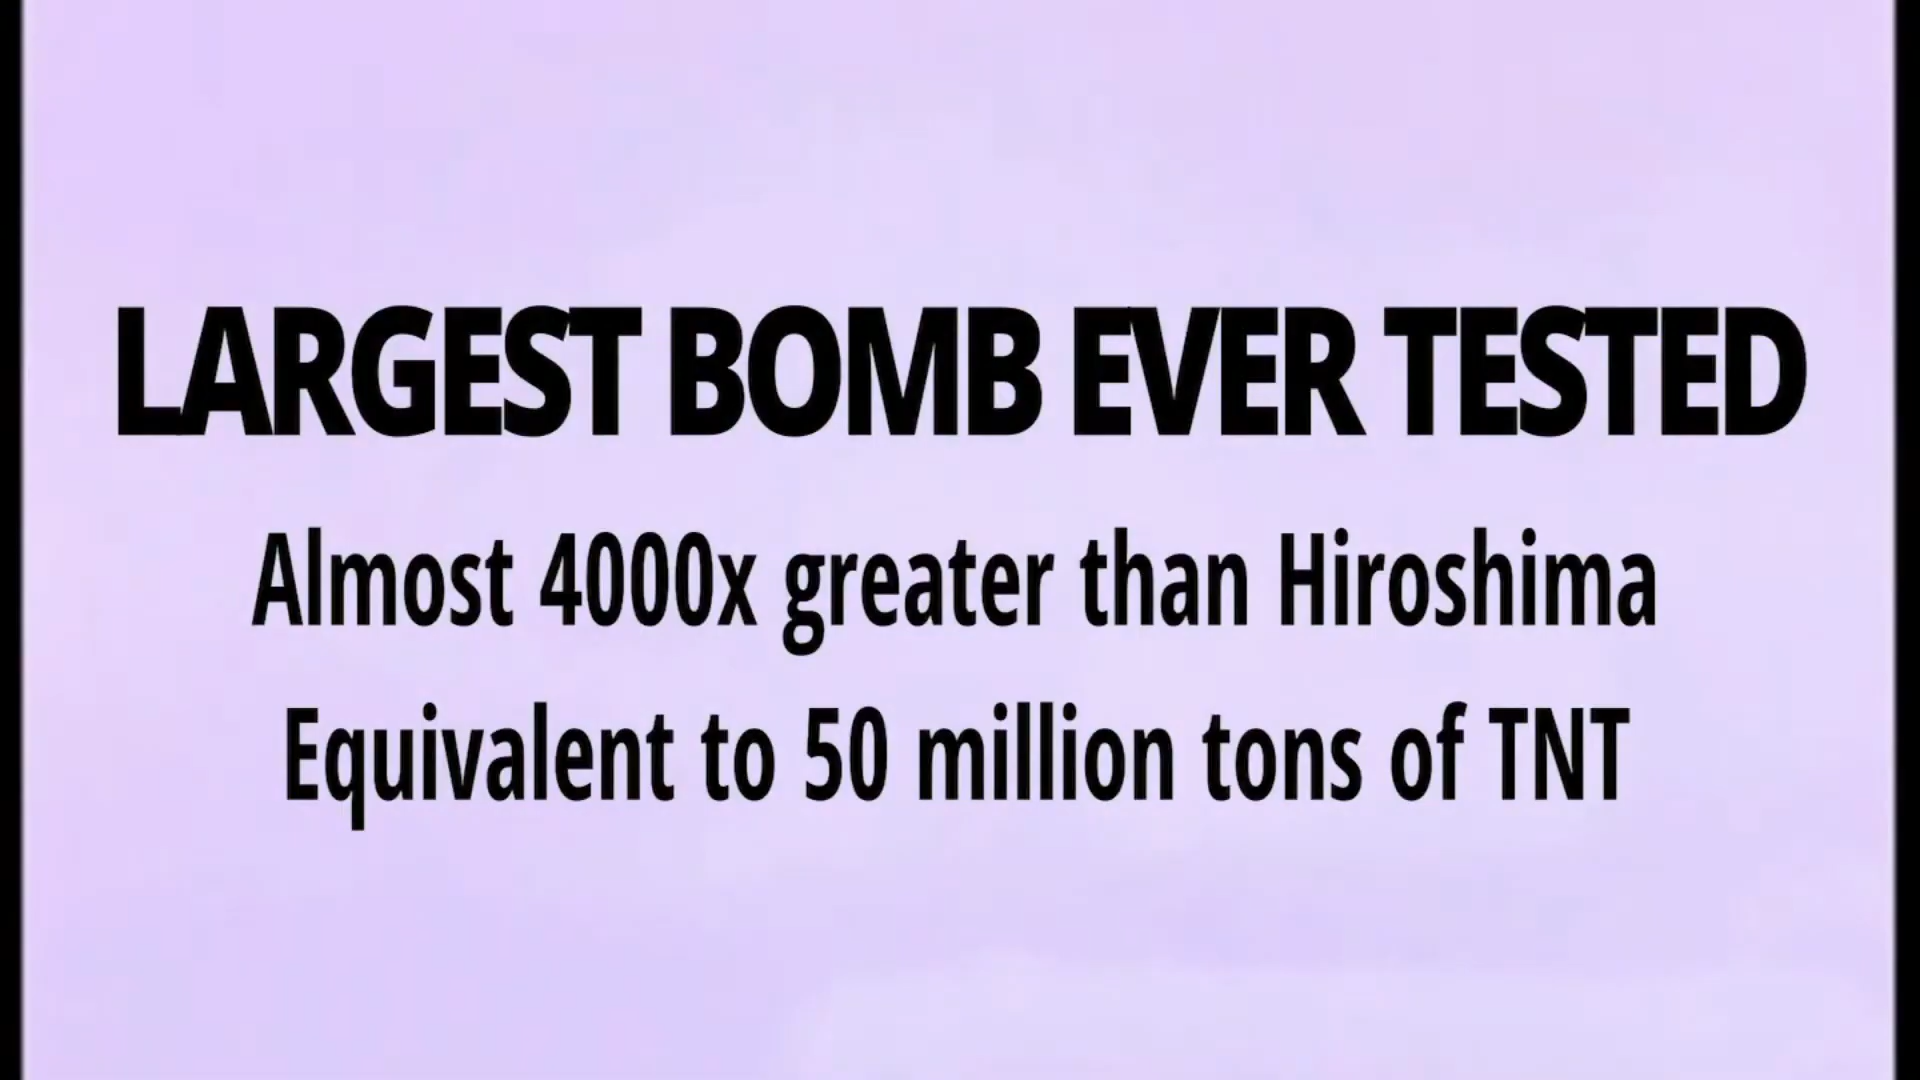 LARGEST BOMB EVER TESTED
Almost 4000x greater than Hiroshima
Equivalent to 50 million tons of TNT